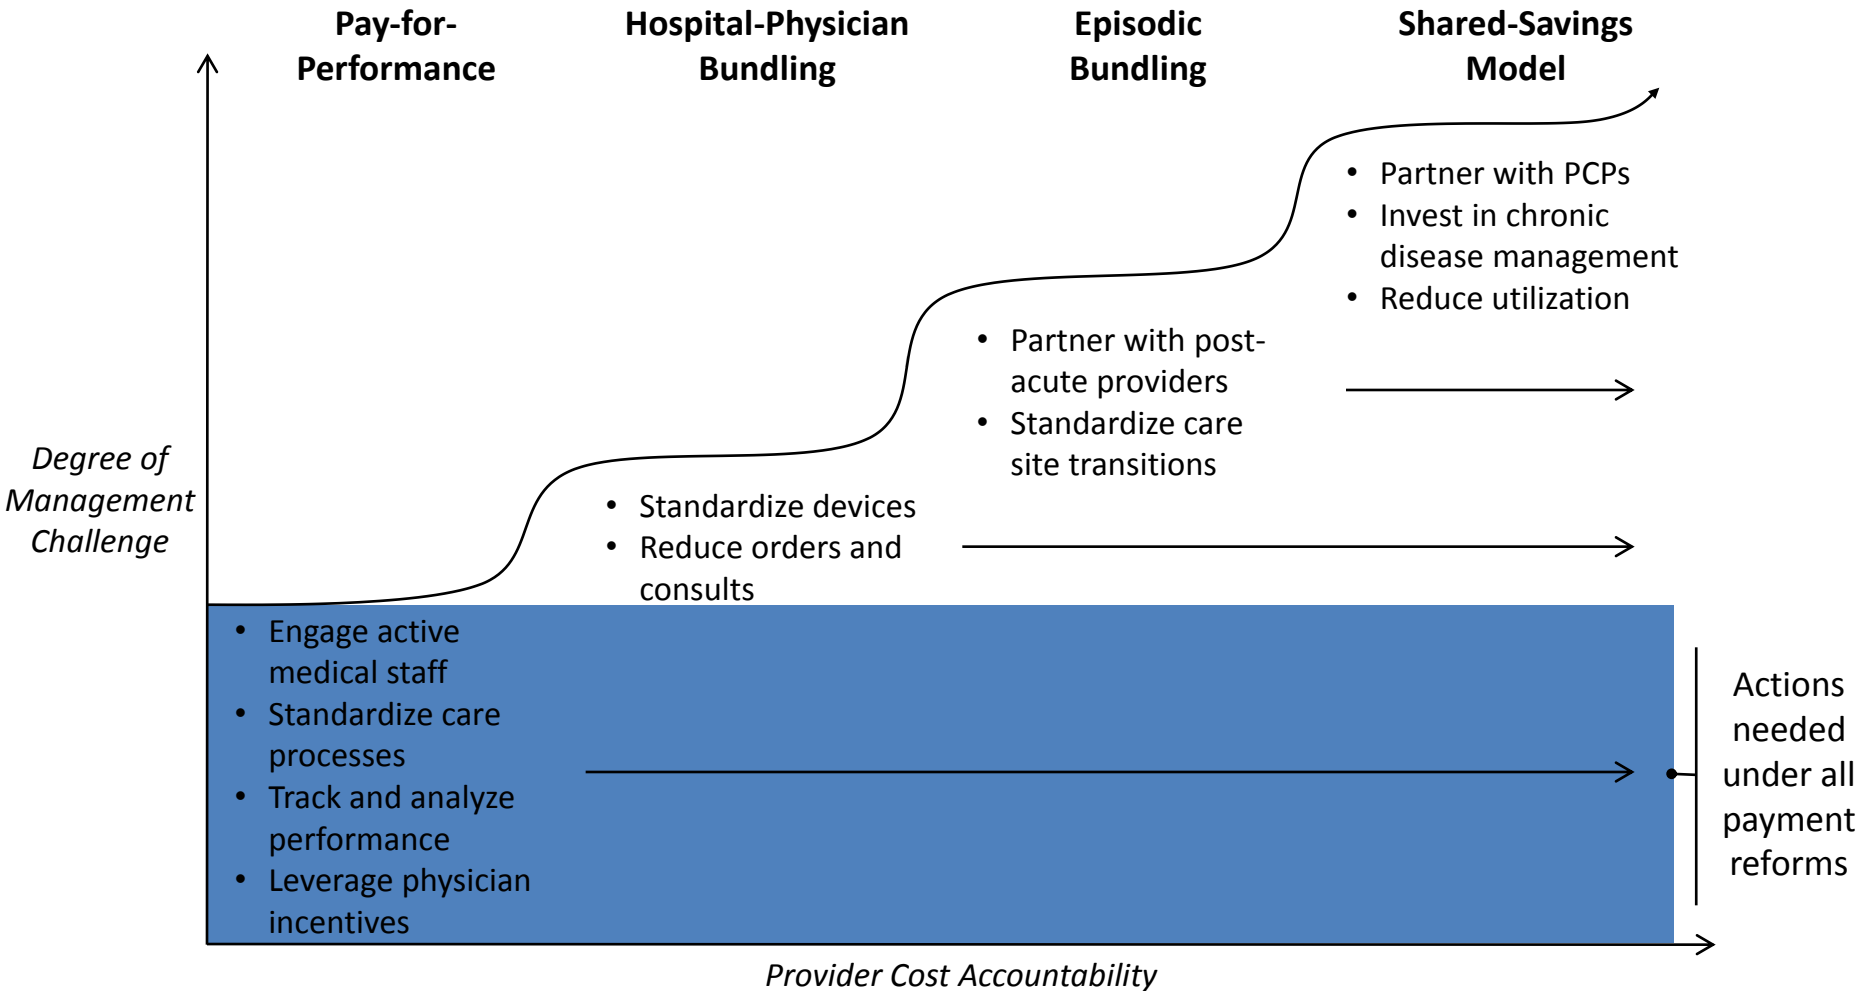 Pay-for-
Performance
Hospital-Physician
Bundling
Episodic
Bundling
Shared-Savings
Model
• Partner with PCPs
• Invest in chronic
disease management
• Reduce utilization
• Partner with post-
acute providers
• Standardize care
site transitions
Degree of
Management
Challenge
• Standardize devices
• Reduce orders and
consults
• Engage active
medical staff
• Standardize care
processes
• Track and analyze
performance
• Leverage physician
incentives
Actions
needed
under all
payment
reforms
Provider Cost Accountability